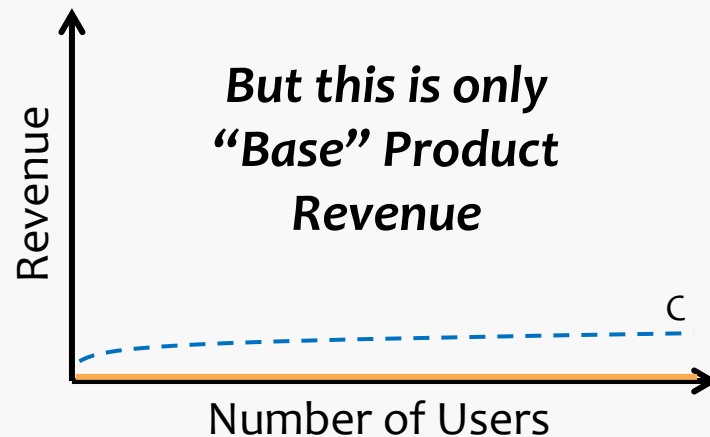 But this is only
“Base” Product
Revenue
Revenue
C
Number of Users